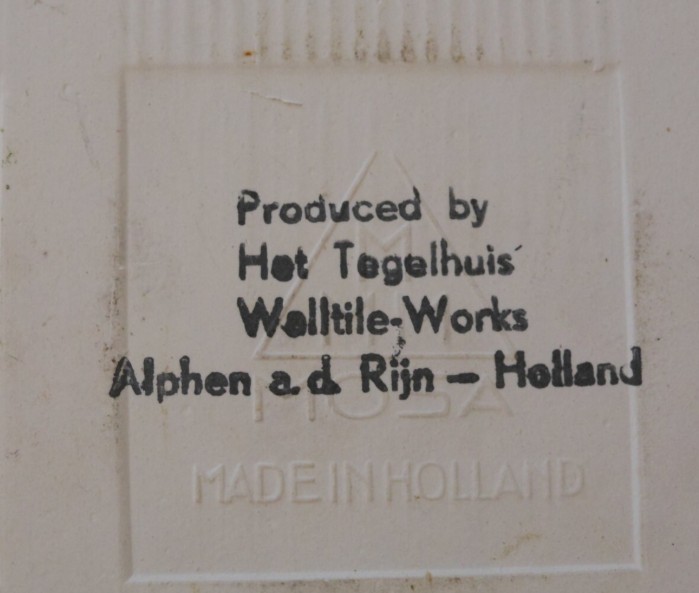 Produced by
Het Tegelhuis
Walltile-Works
Alphen a.d. Rijn – Holland
MOSA
MADE IN HOLLAND